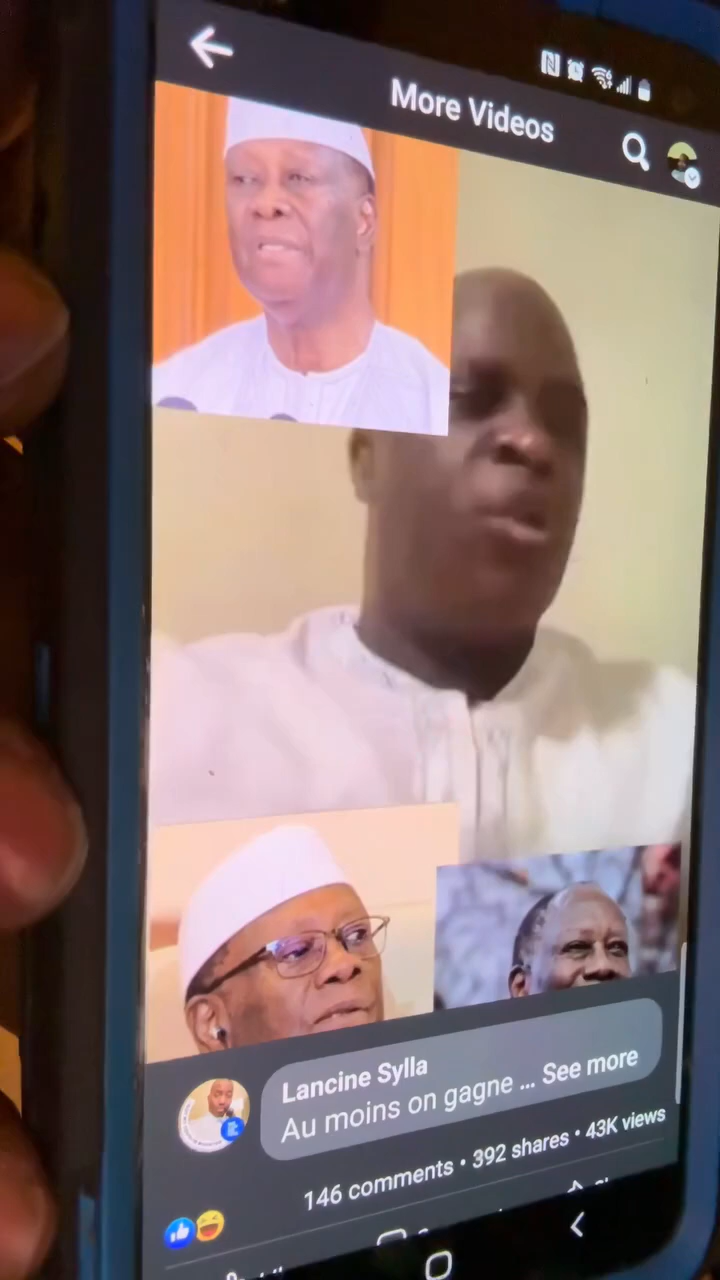 More Videos
Lancine Sylla
Au moins on gagne ... See more
146 comments • 392 shares • 43K views